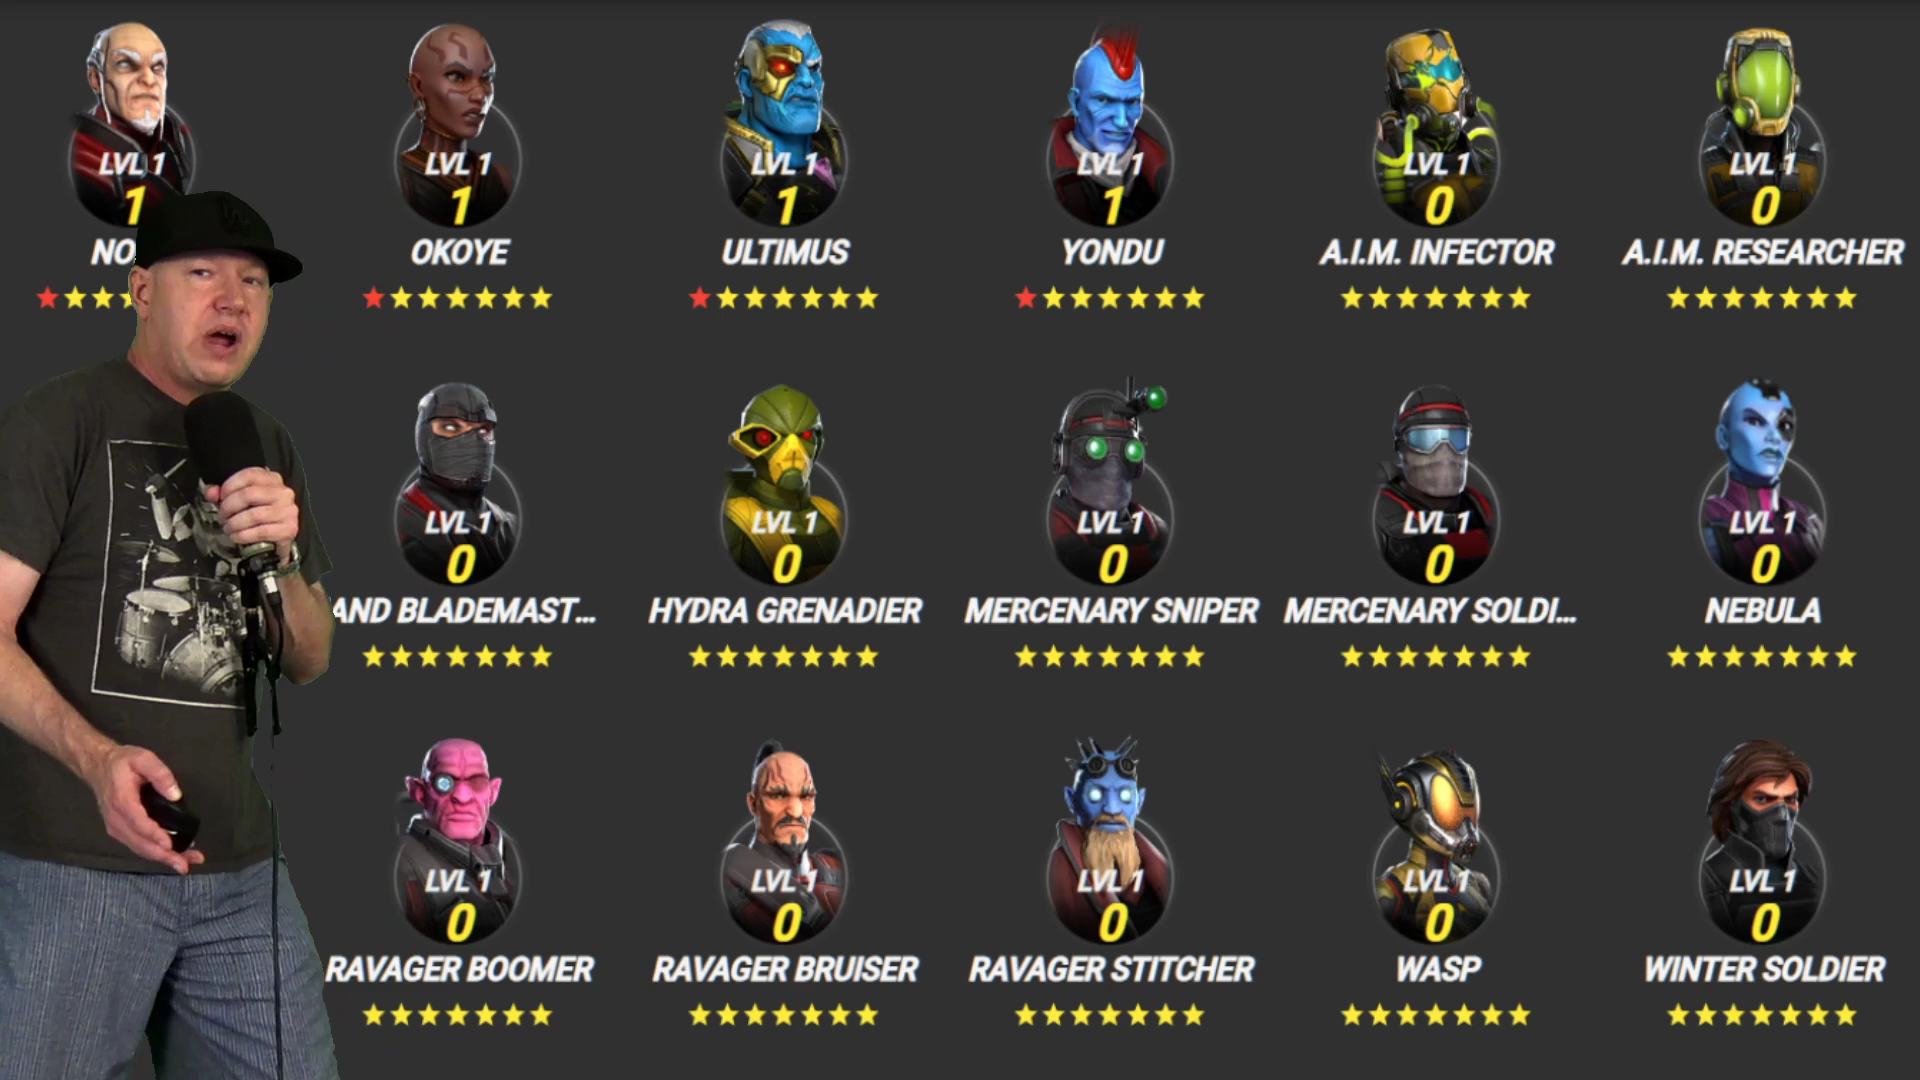 LVL 1
1
NO
LVL 1
1
OKOYE
LVL 1
1
ULTIMUS
LVL 1
1
YONDU
LVL 1
0
A.I.M. INFECTOR
LVL 1
0
A.I.M. RESEARCHER
LVL 1
0
AND BLADEMAST...
LVL 1
0
HYDRA GRENADIER
LVL 1
0
MERCENARY SNIPER
LVL 1
0
MERCENARY SOLDI...
LVL 1
0
NEBULA
LVL 1
0
RAVAGER BOOMER
LVL 1
0
RAVAGER BRUISER
LVL 1
0
RAVAGER STITCHER
LVL 1
0
WASP
LVL 1
0
WINTER SOLDIER